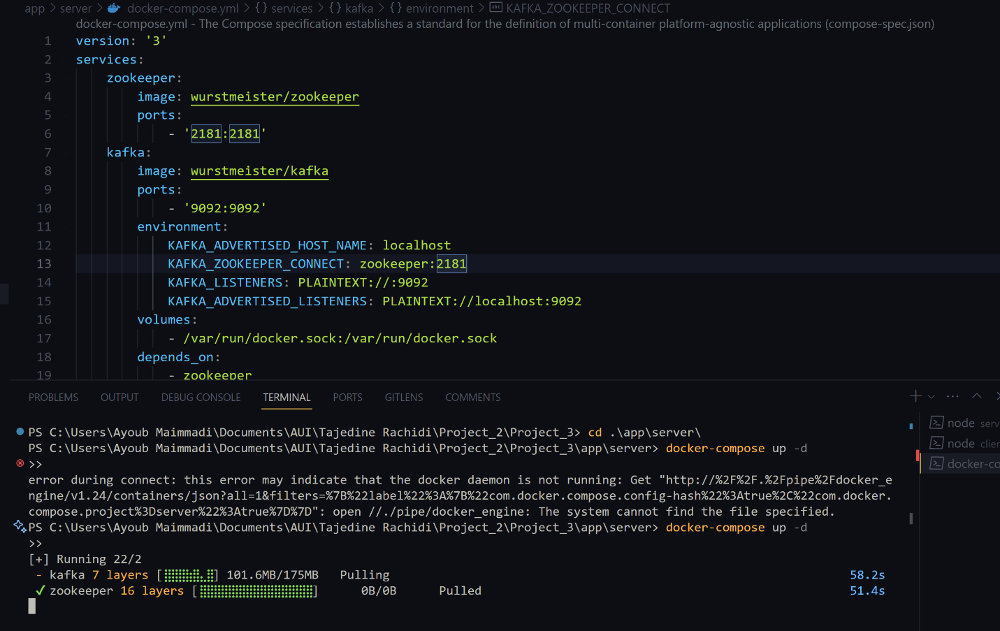 app > server > docker-compose.yml > {} services > {} kafka > {} environment > abc KAFKA_ZOOKEEPER_CONNECT
docker-compose.yml - The Compose specification establishes a standard for the definition of multi-container platform-agnostic applications (compose-spec.json)
1 version: '3'
2 services:
3 zookeeper:
4 image: wurstmeister/zookeeper
5 ports:
6 - '2181:2181'
7 kafka:
8 image: wurstmeister/kafka
9 ports:
10 - '9092:9092'
11 environment:
12 KAFKA_ADVERTISED_HOST_NAME: localhost
13 KAFKA_ZOOKEEPER_CONNECT: zookeeper:2181
14 KAFKA_LISTENERS: PLAINTEXT://:9092
15 KAFKA_ADVERTISED_LISTENERS: PLAINTEXT://localhost:9092
16 volumes:
17 - /var/run/docker.sock:/var/run/docker.sock
18 depends_on:
19 - zookeeper
PROBLEMS OUTPUT DEBUG CONSOLE TERMINAL PORTS GITLENS COMMENTS
PS C:\Users\Ayoub Maimmadi\Documents\AUI\Tajedine Rachidi\Project_2\Project_3> cd .\app\server\
PS C:\Users\Ayoub Maimmadi\Documents\AUI\Tajedine Rachidi\Project_2\Project_3\app\server> docker-compose up -d
>>
error during connect: this error may indicate that the docker daemon is not running: Get "http://%2F%2F.%2Fpipe%2Fdocker_e
ngine/v1.24/containers/json?all=1&filters=%7B%22label%22%3A%7B%22com.docker.compose.config-hash%22%3Atrue%2C%22com.docker.
compose.project%3Dserver%22%3Atrue%7D%7D": open //./pipe/docker_engine: The system cannot find the file specified.
PS C:\Users\Ayoub Maimmadi\Documents\AUI\Tajedine Rachidi\Project_2\Project_3\app\server> docker-compose up -d
>>
[+] Running 22/2
- kafka 7 layers [⣿⣿⣿⣿⣶⣿⣄⢀⣿] 101.6MB/175MB Pulling 58.2s
✓ zookeeper 16 layers [⣿⣿⣿⣿⣿⣿⣿⣿⣿⣿⣿⣿⣿⣿⣿⣿] 0B/0B Pulled 51.4s
node serv
node clier
docker-co